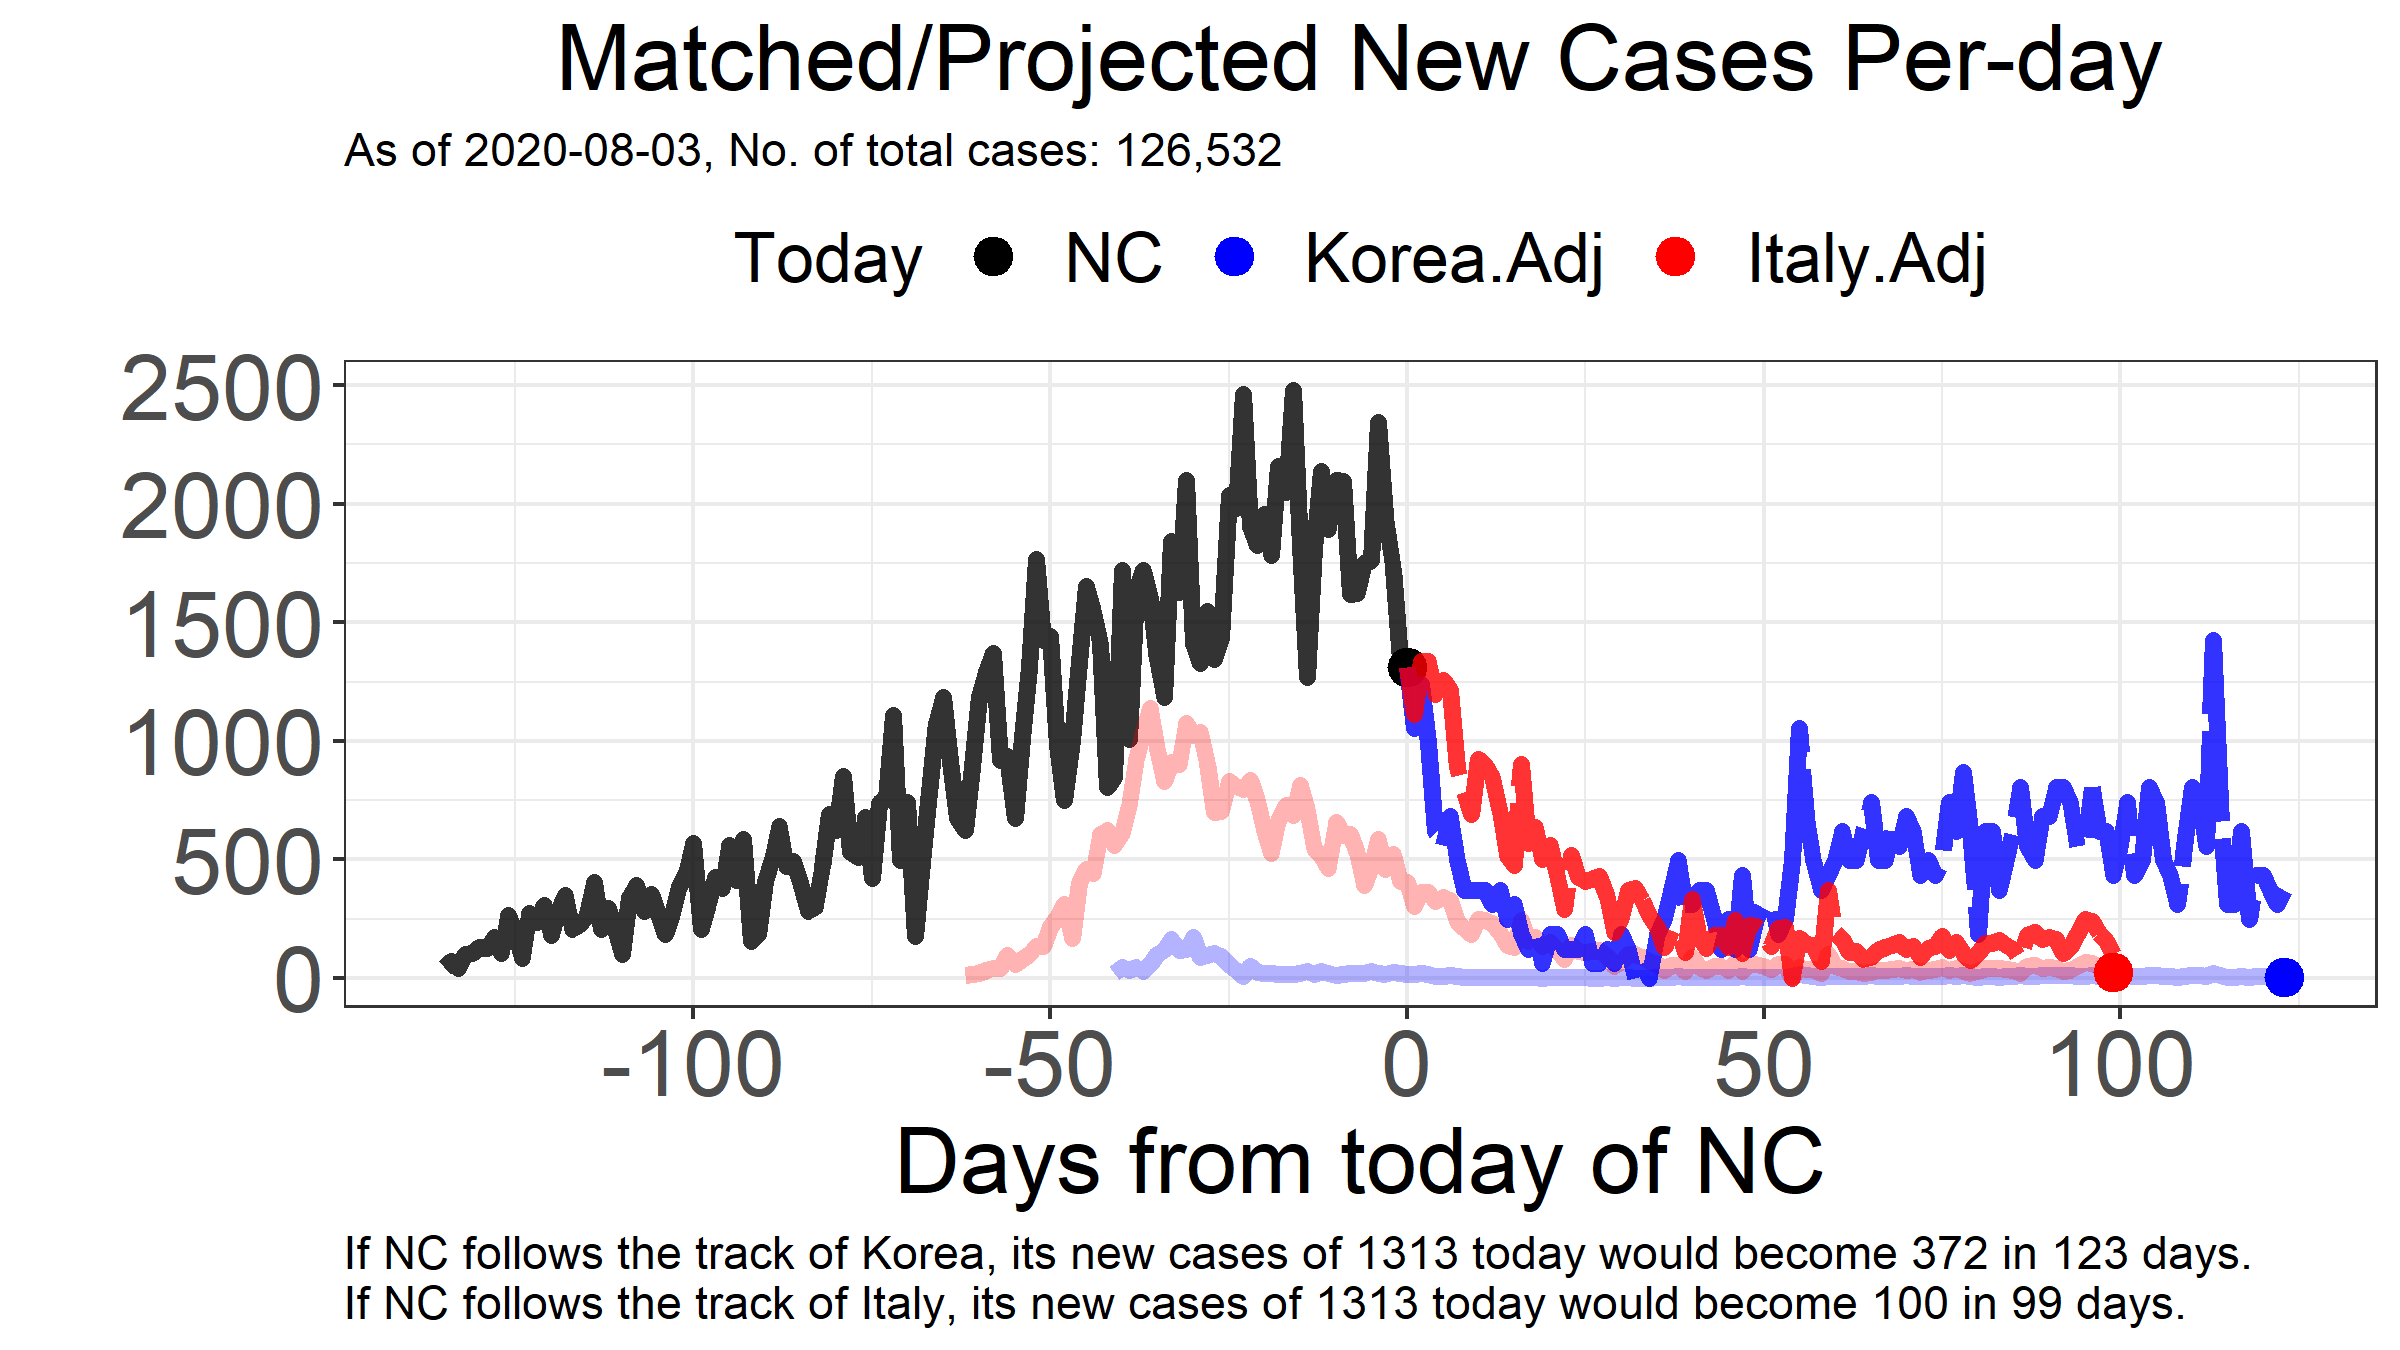 Matched/Projected New Cases Per-day
As of 2020-08-03, No. of total cases: 126,532
Today NC Korea.Adj Italy.Adj
2500
2000
1500
1000
500
0
-100 -50 0 50 100
Days from today of NC
If NC follows the track of Korea, its new cases of 1313 today would become 372 in 123 days.
If NC follows the track of Italy, its new cases of 1313 today would become 100 in 99 days.